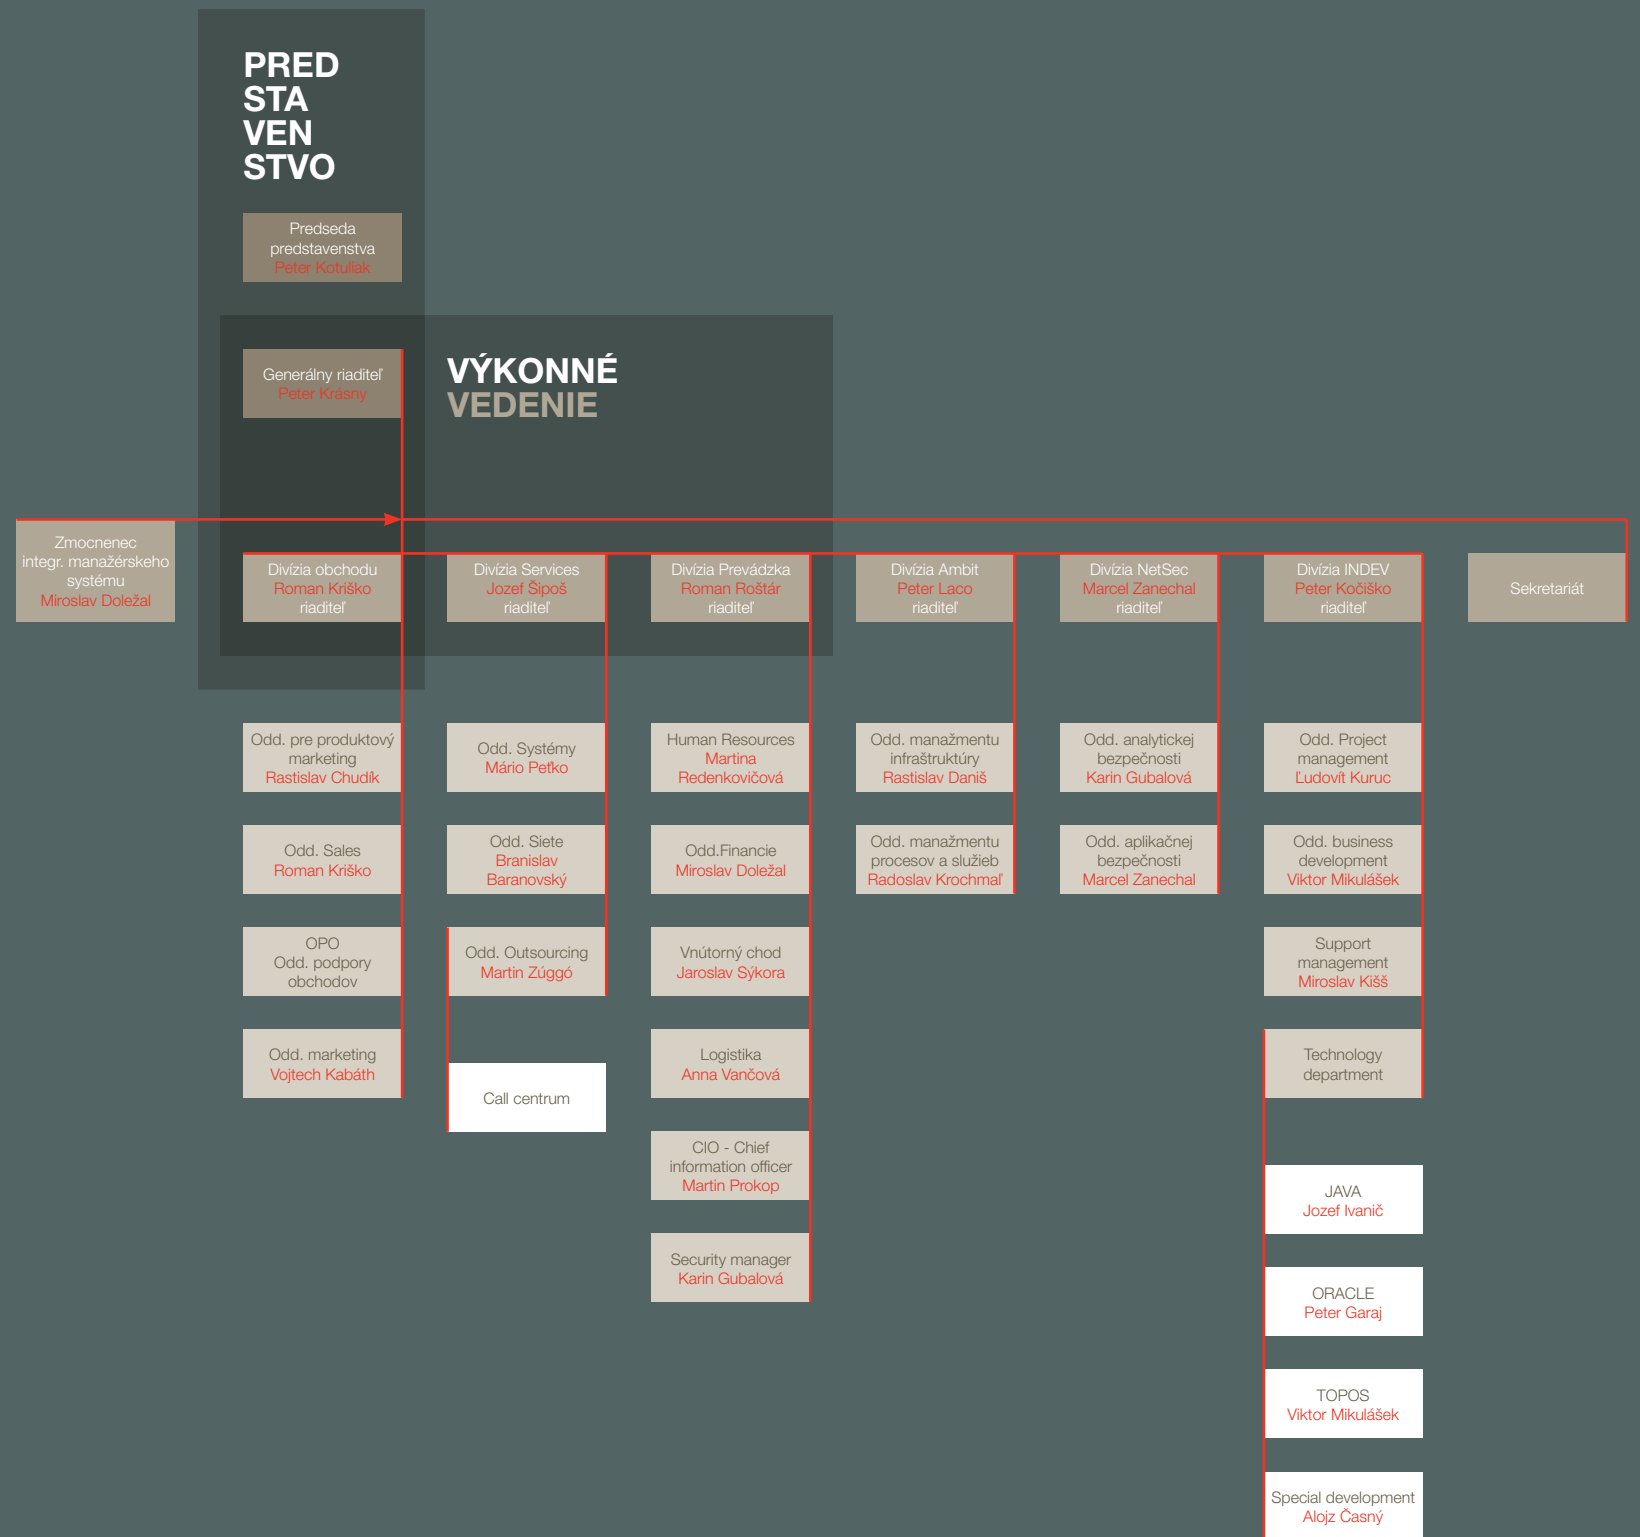 PRED
STA
VEN
STVO
Predseda
predstavenstva
Peter Kotuliak
Generálny riaditeľ
Peter Krásny
VÝKONNÉ
VEDENIE
Zmocnenec
integr. manažérskeho
systému
Miroslav Doležal
Divízia obchodu
Roman Kriško
riaditeľ
Divízia Services
Jozef Šipoš
riaditeľ
Divízia Prevádzka
Roman Roštár
riaditeľ
Divízia Ambit
Peter Laco
riaditeľ
Divízia NetSec
Marcel Zanechal
riaditeľ
Divízia INDEV
Peter Kočiško
riaditeľ
Sekretariát
Odd. pre produktový
marketing
Rastislav Chudík
Odd. Systémy
Mário Peťko
Human Resources
Martina
Redenkovičová
Odd. manažmentu
infraštruktúry
Rastislav Daniš
Odd. analytickej
bezpečnosti
Karin Gubalová
Odd. Project
management
Ľudovít Kuruc
Odd. Sales
Roman Kriško
Odd. Siete
Branislav
Baranovský
Odd.Financie
Miroslav Doležal
Odd. manažmentu
procesov a služieb
Radoslav Krochmaľ
Odd. aplikačnej
bezpečnosti
Marcel Zanechal
Odd. business
development
Viktor Mikulášek
OPO
Odd. podpory
obchodov
Odd. Outsourcing
Martin Zúggó
Vnútorný chod
Jaroslav Sýkora
Support
management
Miroslav Kišš
Odd. marketing
Vojtech Kabáth
Call centrum
Logistika
Anna Vančová
Technology
department
CIO - Chief
information officer
Martin Prokop
JAVA
Jozef Ivanič
Security manager
Karin Gubalová
ORACLE
Peter Garaj
TOPOS
Viktor Mikulášek
Special development
Alojz Časný